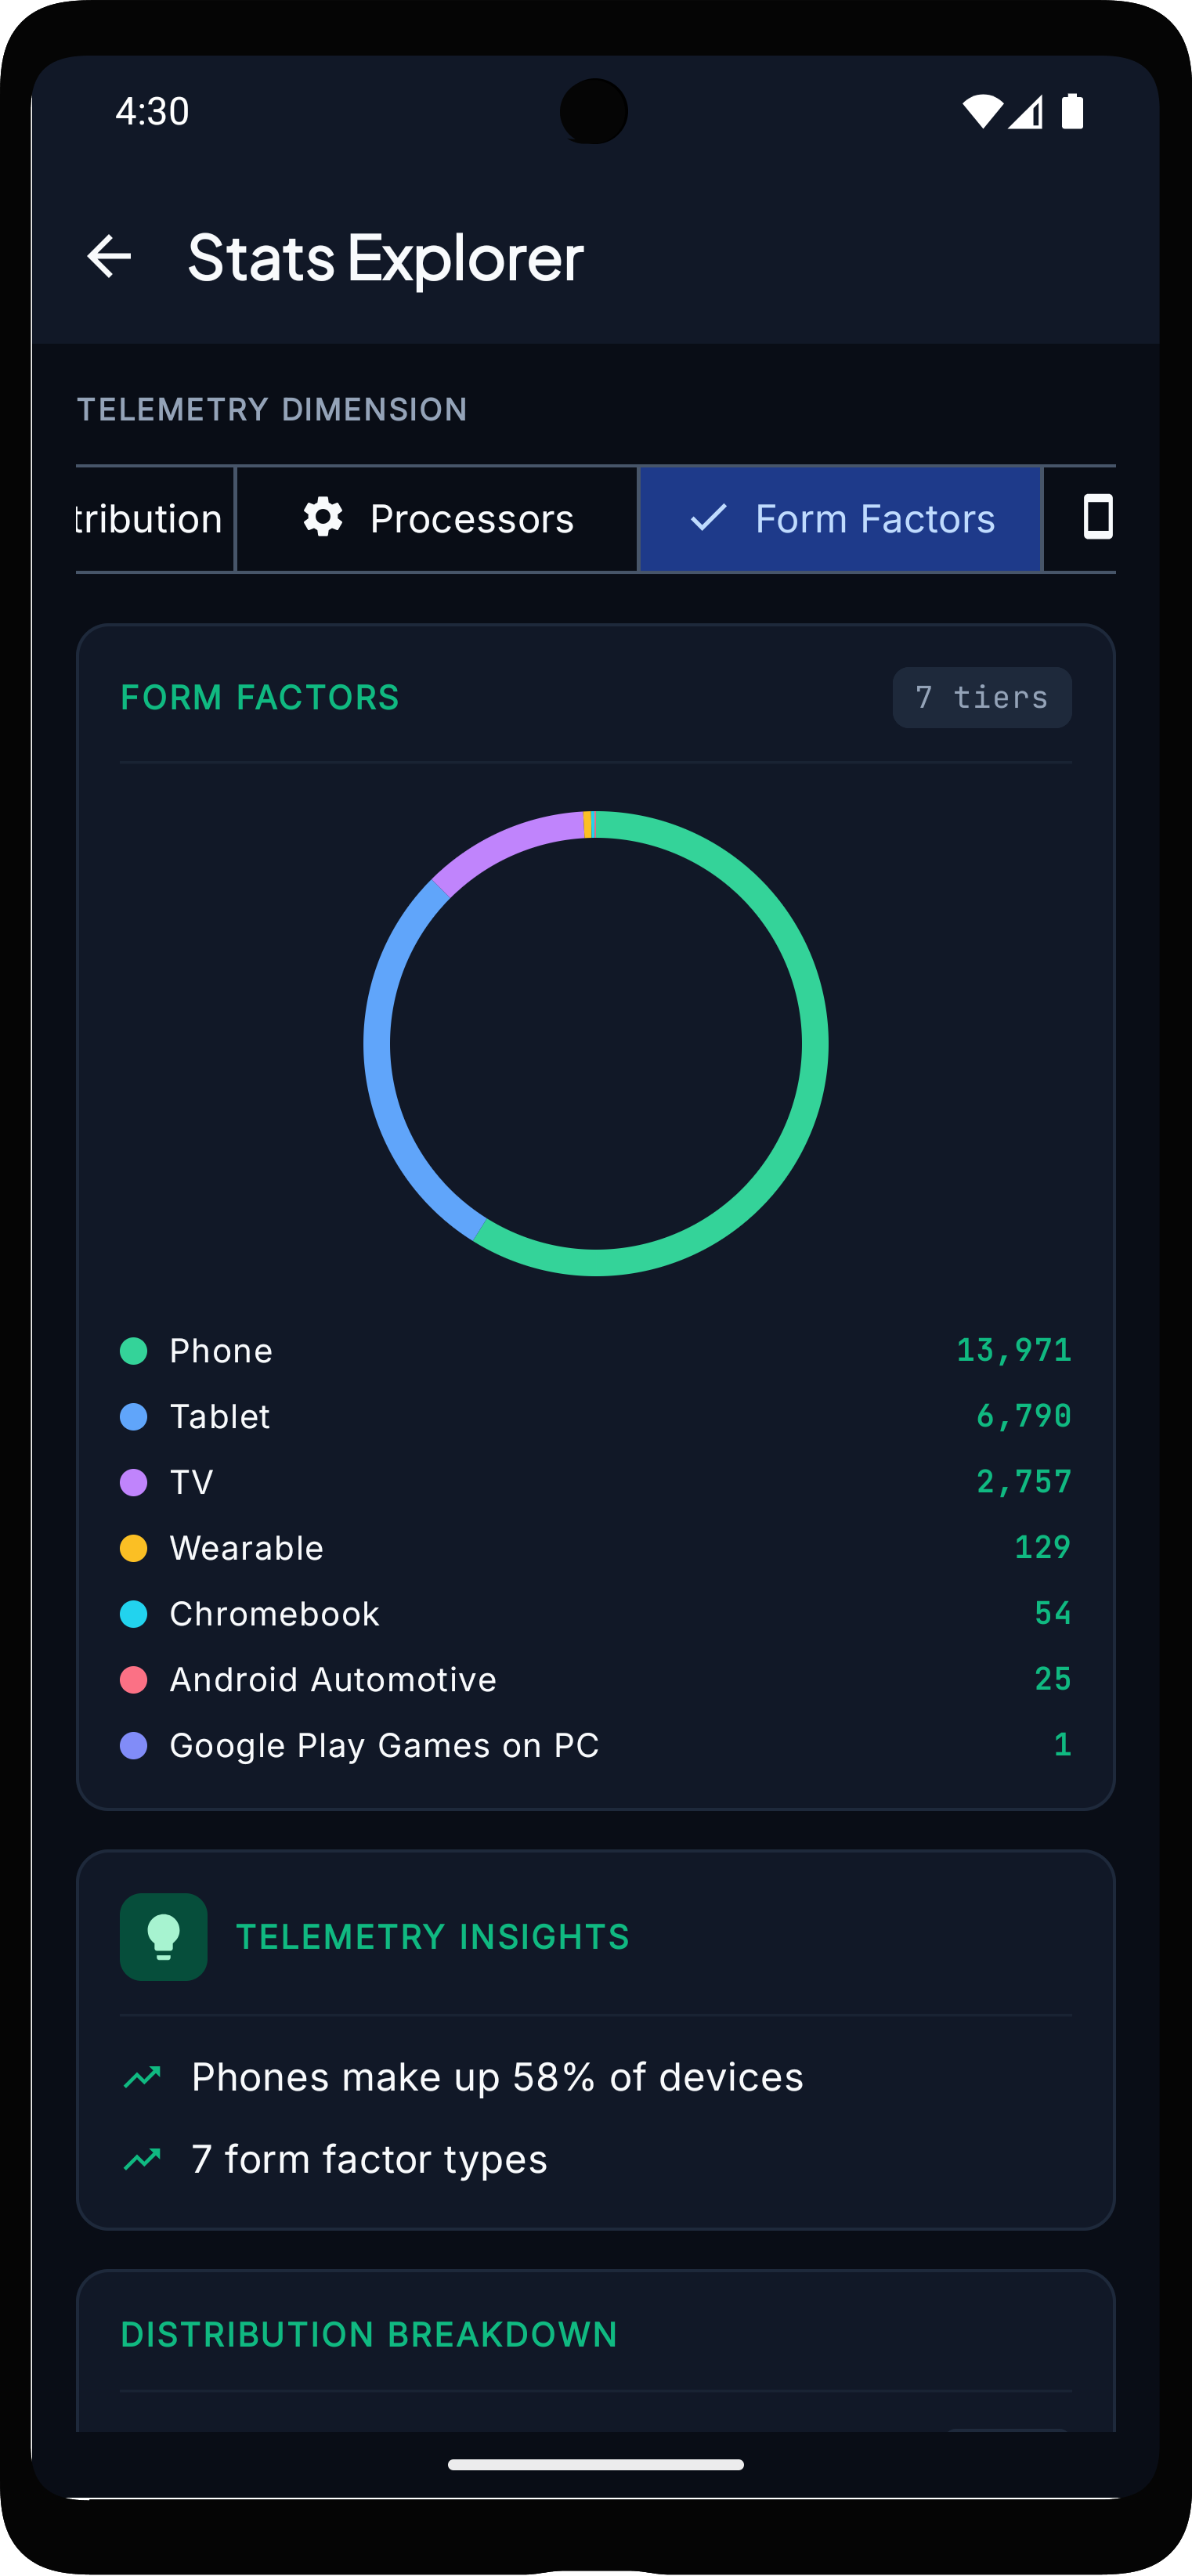 4:30
Stats Explorer
TELEMETRY DIMENSION
tribution Processors Form Factors
FORM FACTORS 7 tiers
Phone 13,971
Tablet 6,790
TV 2,757
Wearable 129
Chromebook 54
Android Automotive 25
Google Play Games on PC 1
TELEMETRY INSIGHTS
Phones make up 58% of devices
7 form factor types
DISTRIBUTION BREAKDOWN